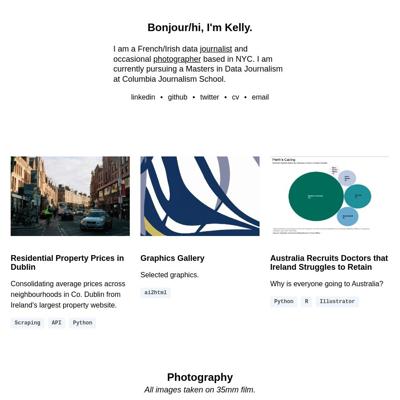 Bonjour/hi, I'm Kelly.
I am a French/Irish data journalist and
occasional photographer based in NYC. I am
currently pursuing a Masters in Data Journalism
at Columbia Journalism School.
linkedin • github • twitter • cv • email
Residential Property Prices in
Dublin
Consolidating average prices across
neighbourhoods in Co. Dublin from
Ireland's largest property website.
Scraping API Python
Graphics Gallery
Selected graphics.
ai2html
Australia Recruits Doctors that
Ireland Struggles to Retain
Why is everyone going to Australia?
Python R Illustrator
Photography
All images taken on 35mm film.